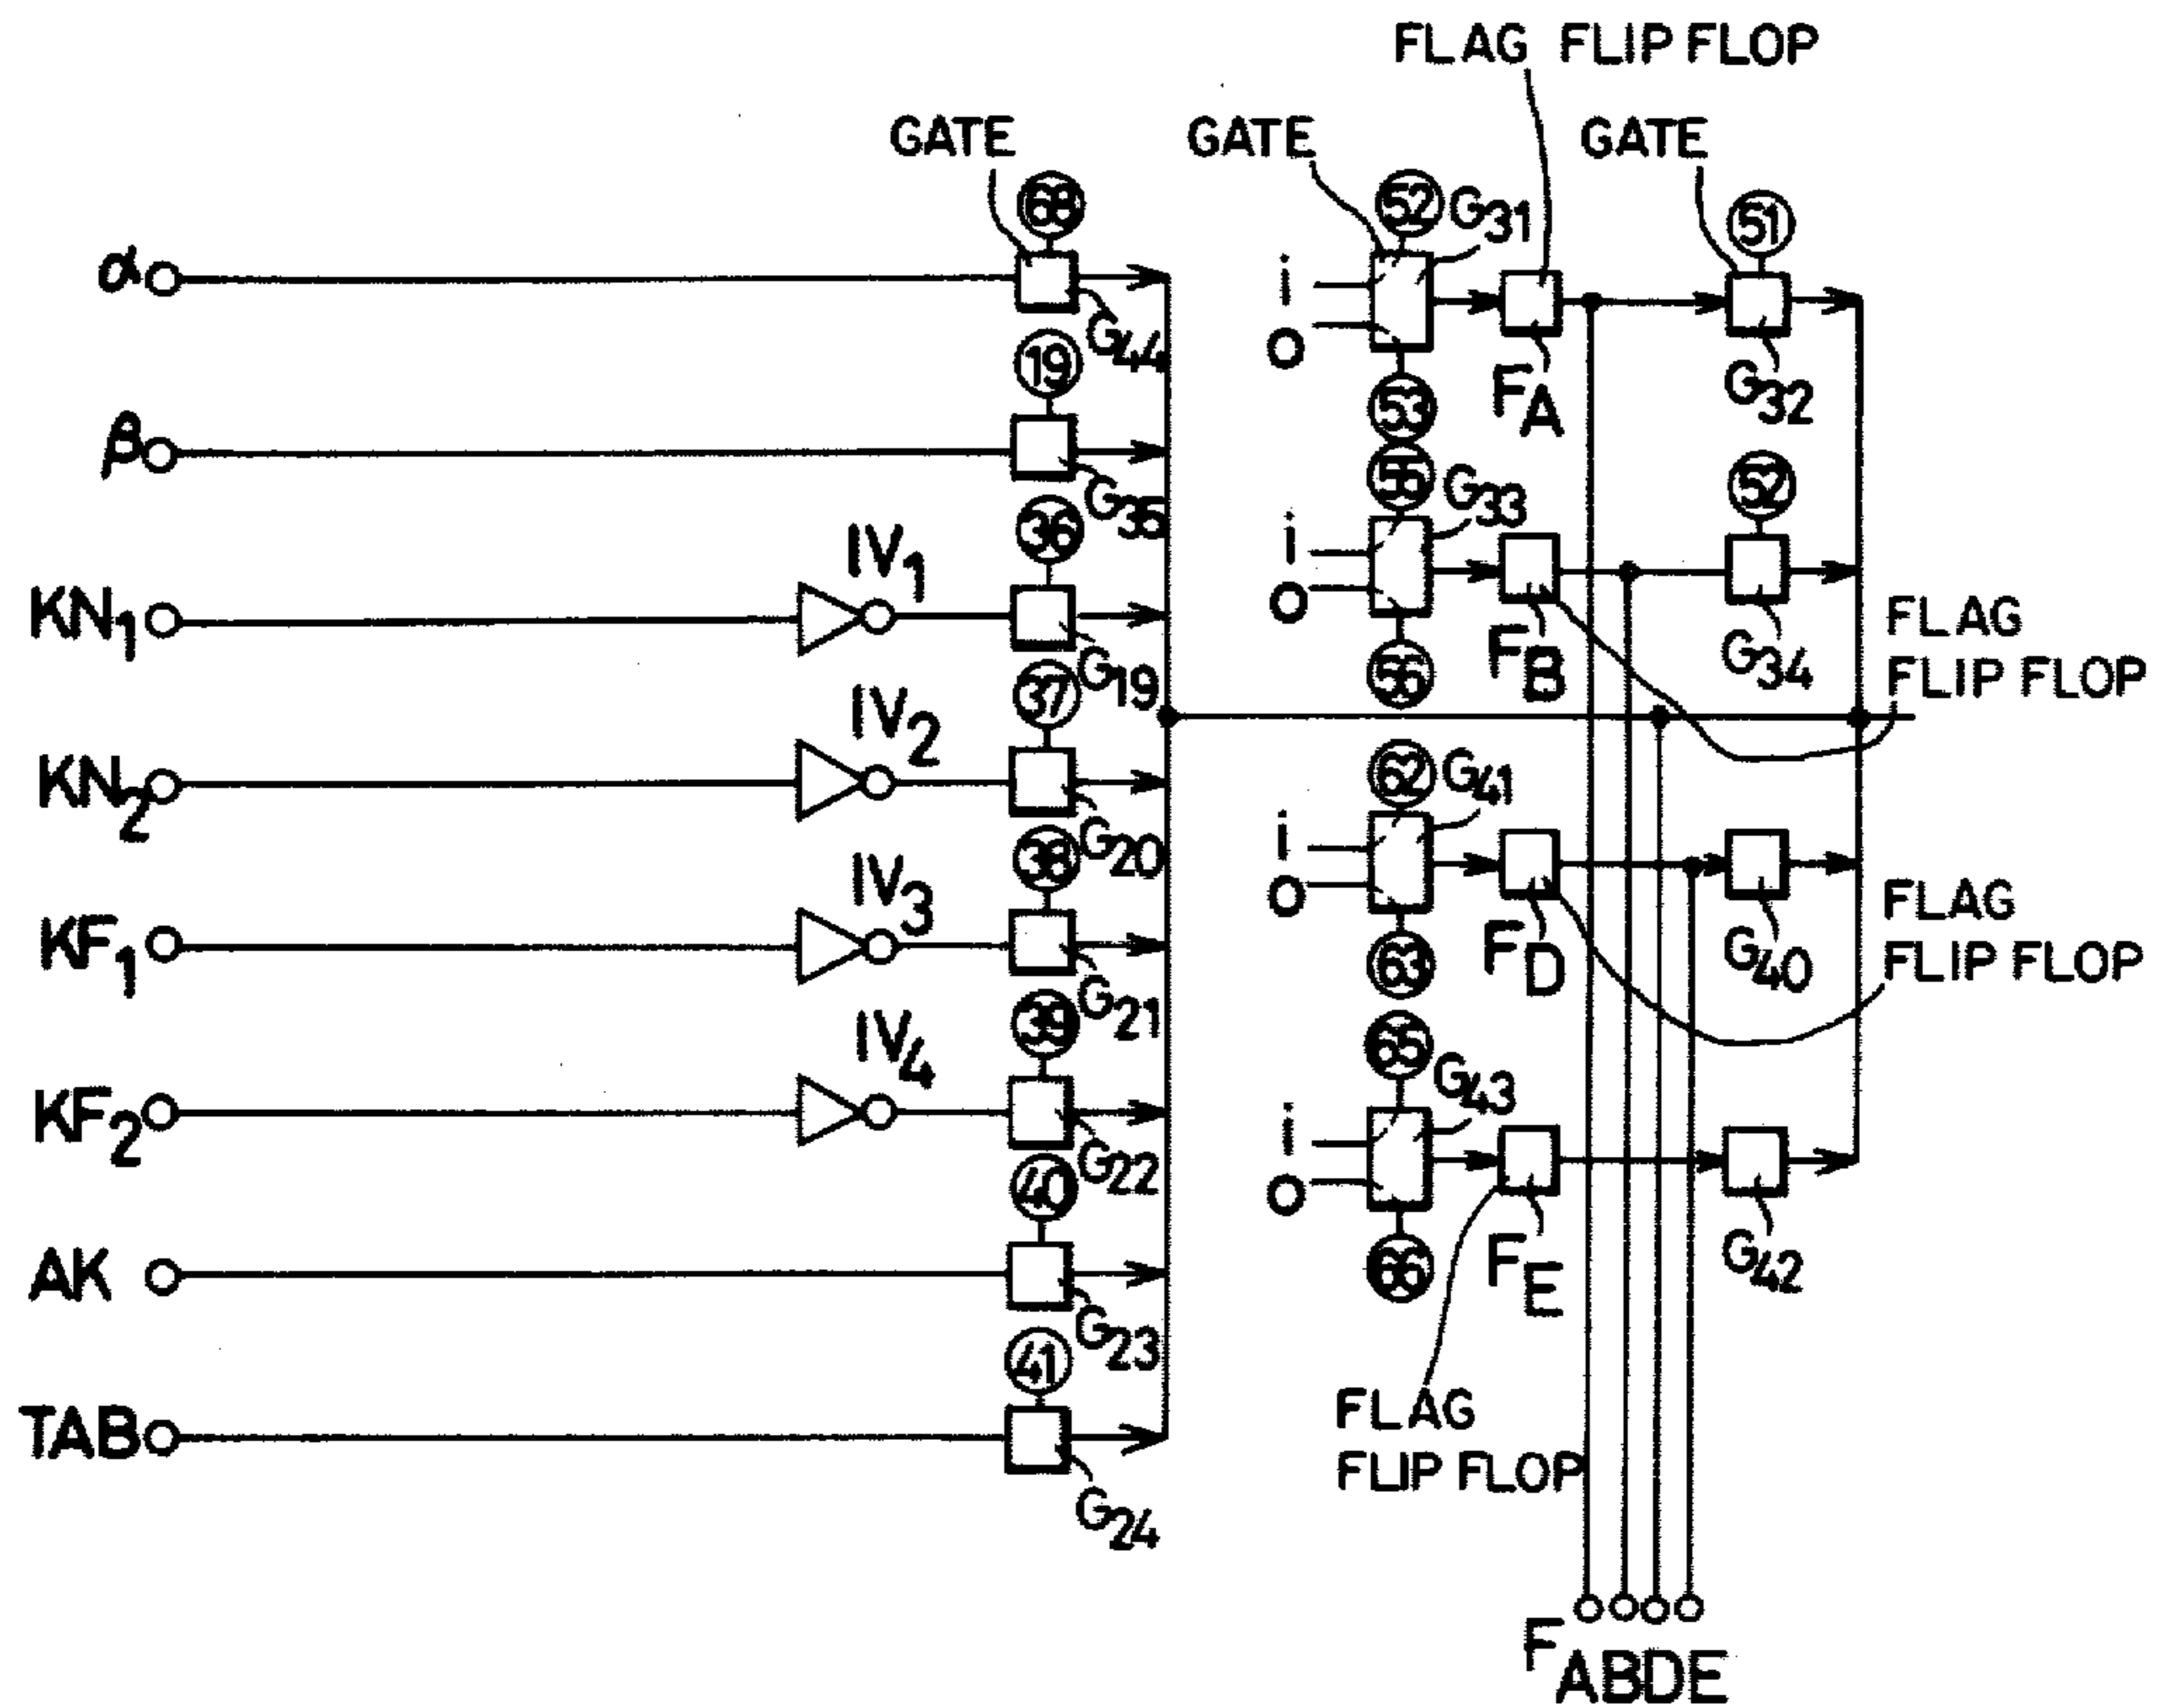 FLAG FLIP FLOP
GATE GATE GATE
68 52 G31 51
α i
G44 O
19 53 FA G32
β 55 G33 52
G35
36 i
KN1 IV1 O FLAG
G19 FB G34 FLIP FLOP
37 56
KN2 IV2 62 G41
G20 i
38 O FLAG
KF1 IV3 FD G40 FLIP FLOP
G21 63
39 65 G43
KF2 IV4 i
G22 O
40 FE G42
AK 66
G23
41 FLAG
TAB FLIP FLOP
G24
FABDE